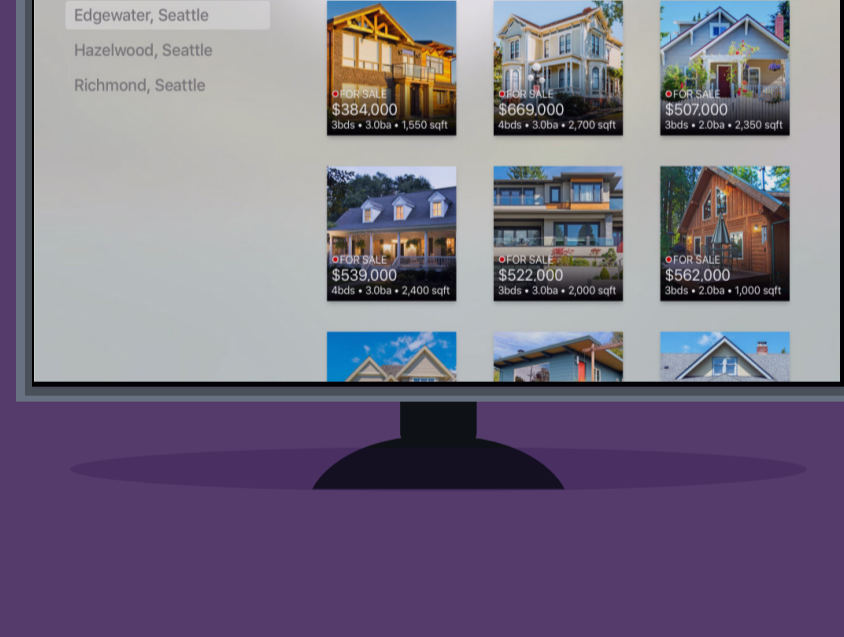 Edgewater, Seattle
Hazelwood, Seattle
Richmond, Seattle
FOR SALE
$384,000
3bds • 3.0ba • 1,550 sqft
FOR SALE
$669,000
4bds • 3.0ba • 2,700 sqft
FOR SALE
$507,000
3bds • 2.0ba • 2,350 sqft
FOR SALE
$539,000
4bds • 3.0ba • 2,400 sqft
FOR SALE
$522,000
3bds • 3.0ba • 2,000 sqft
FOR SALE
$562,000
3bds • 2.0ba • 1,000 sqft